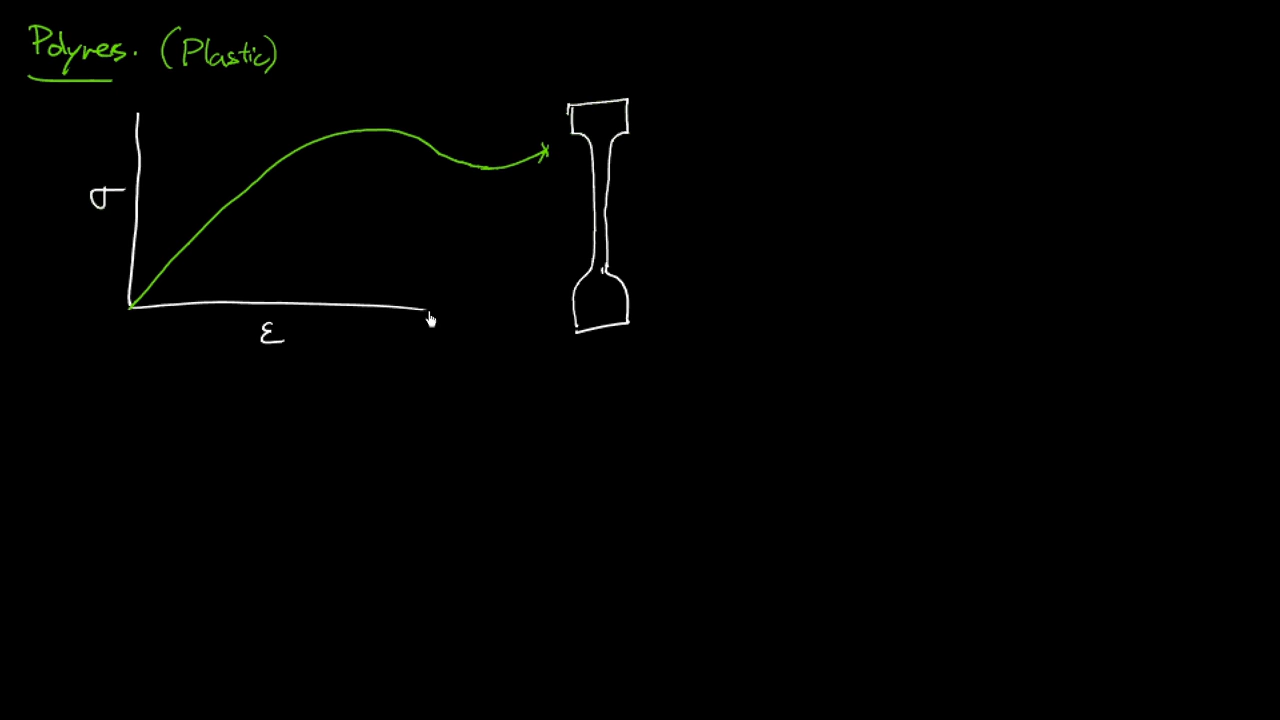 Polymes. (Plastic)
σ
ε